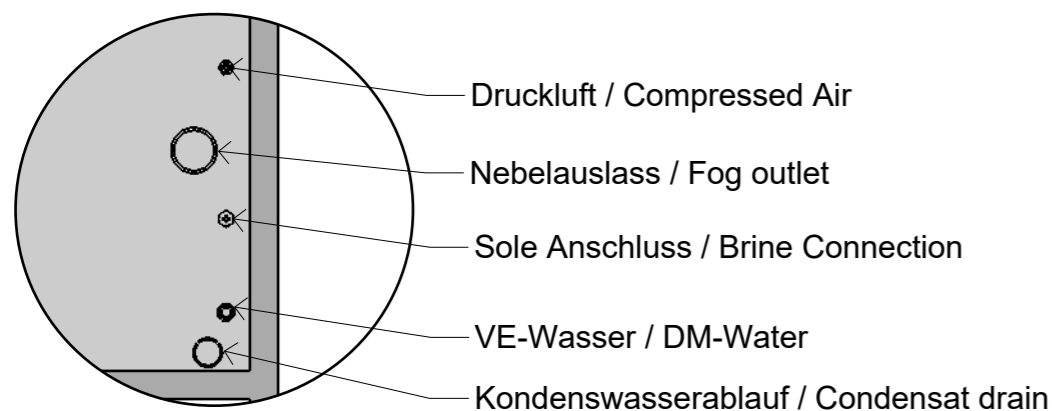 Druckluft / Compressed Air
Nebelauslass / Fog outlet
Sole Anschluss / Brine Connection
VE-Wasser / DM-Water
Kondenswasserablauf / Condensat drain